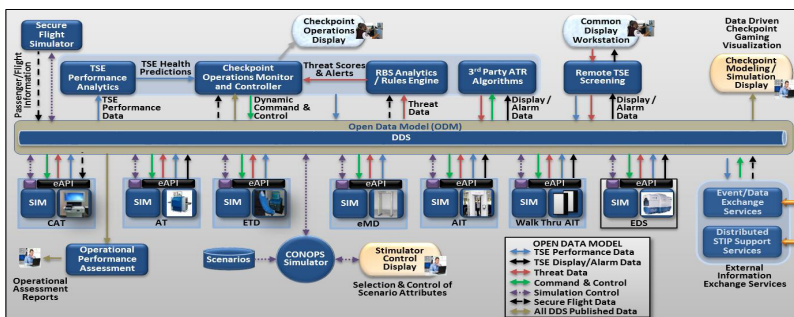 Secure
Flight
Simulator
Passenger/Flight
Information
TSE
Performance
Analytics
TSE Health
Predictions
TSE
Performance
Data
Checkpoint
Operations
Display
Checkpoint
Operations Monitor
and Controller
Dynamic
Command &
Control
Threat Scores
& Alerts
RBS Analytics
/ Rules Engine
Threat
Data
3rd Party ATR
Algorithms
Display/
Alarm Data
Common
Display
Workstation
Remote TSE
Screening
Display /
Alarm Data
Data Driven
Checkpoint
Gaming
Visualization
Checkpoint
Modeling /
Simulation
Display
Open Data Model (ODM)
DDS
eAPI
SIM
CAT
eAPI
SIM
AT
eAPI
SIM
ETD
eAPI
SIM
eMD
eAPI
SIM
AIT
eAPI
SIM
Walk Thru AIT
eAPI
SIM
EDS
Event/Data
Exchange
Services
Distributed
STIP Support
Services
External
Information
Exchange Services
Operational
Performance
Assessment
Operational
Assessment
Reports
Scenarios
CONOPS
Simulator
Stimulator
Control
Display
Selection & Control of
Scenario Attributes
OPEN DATA MODEL
TSE Performance Data
TSE Display/Alarm Data
Threat Data
Command & Control
Simulation Control
Secure Flight Data
All DDS Published Data